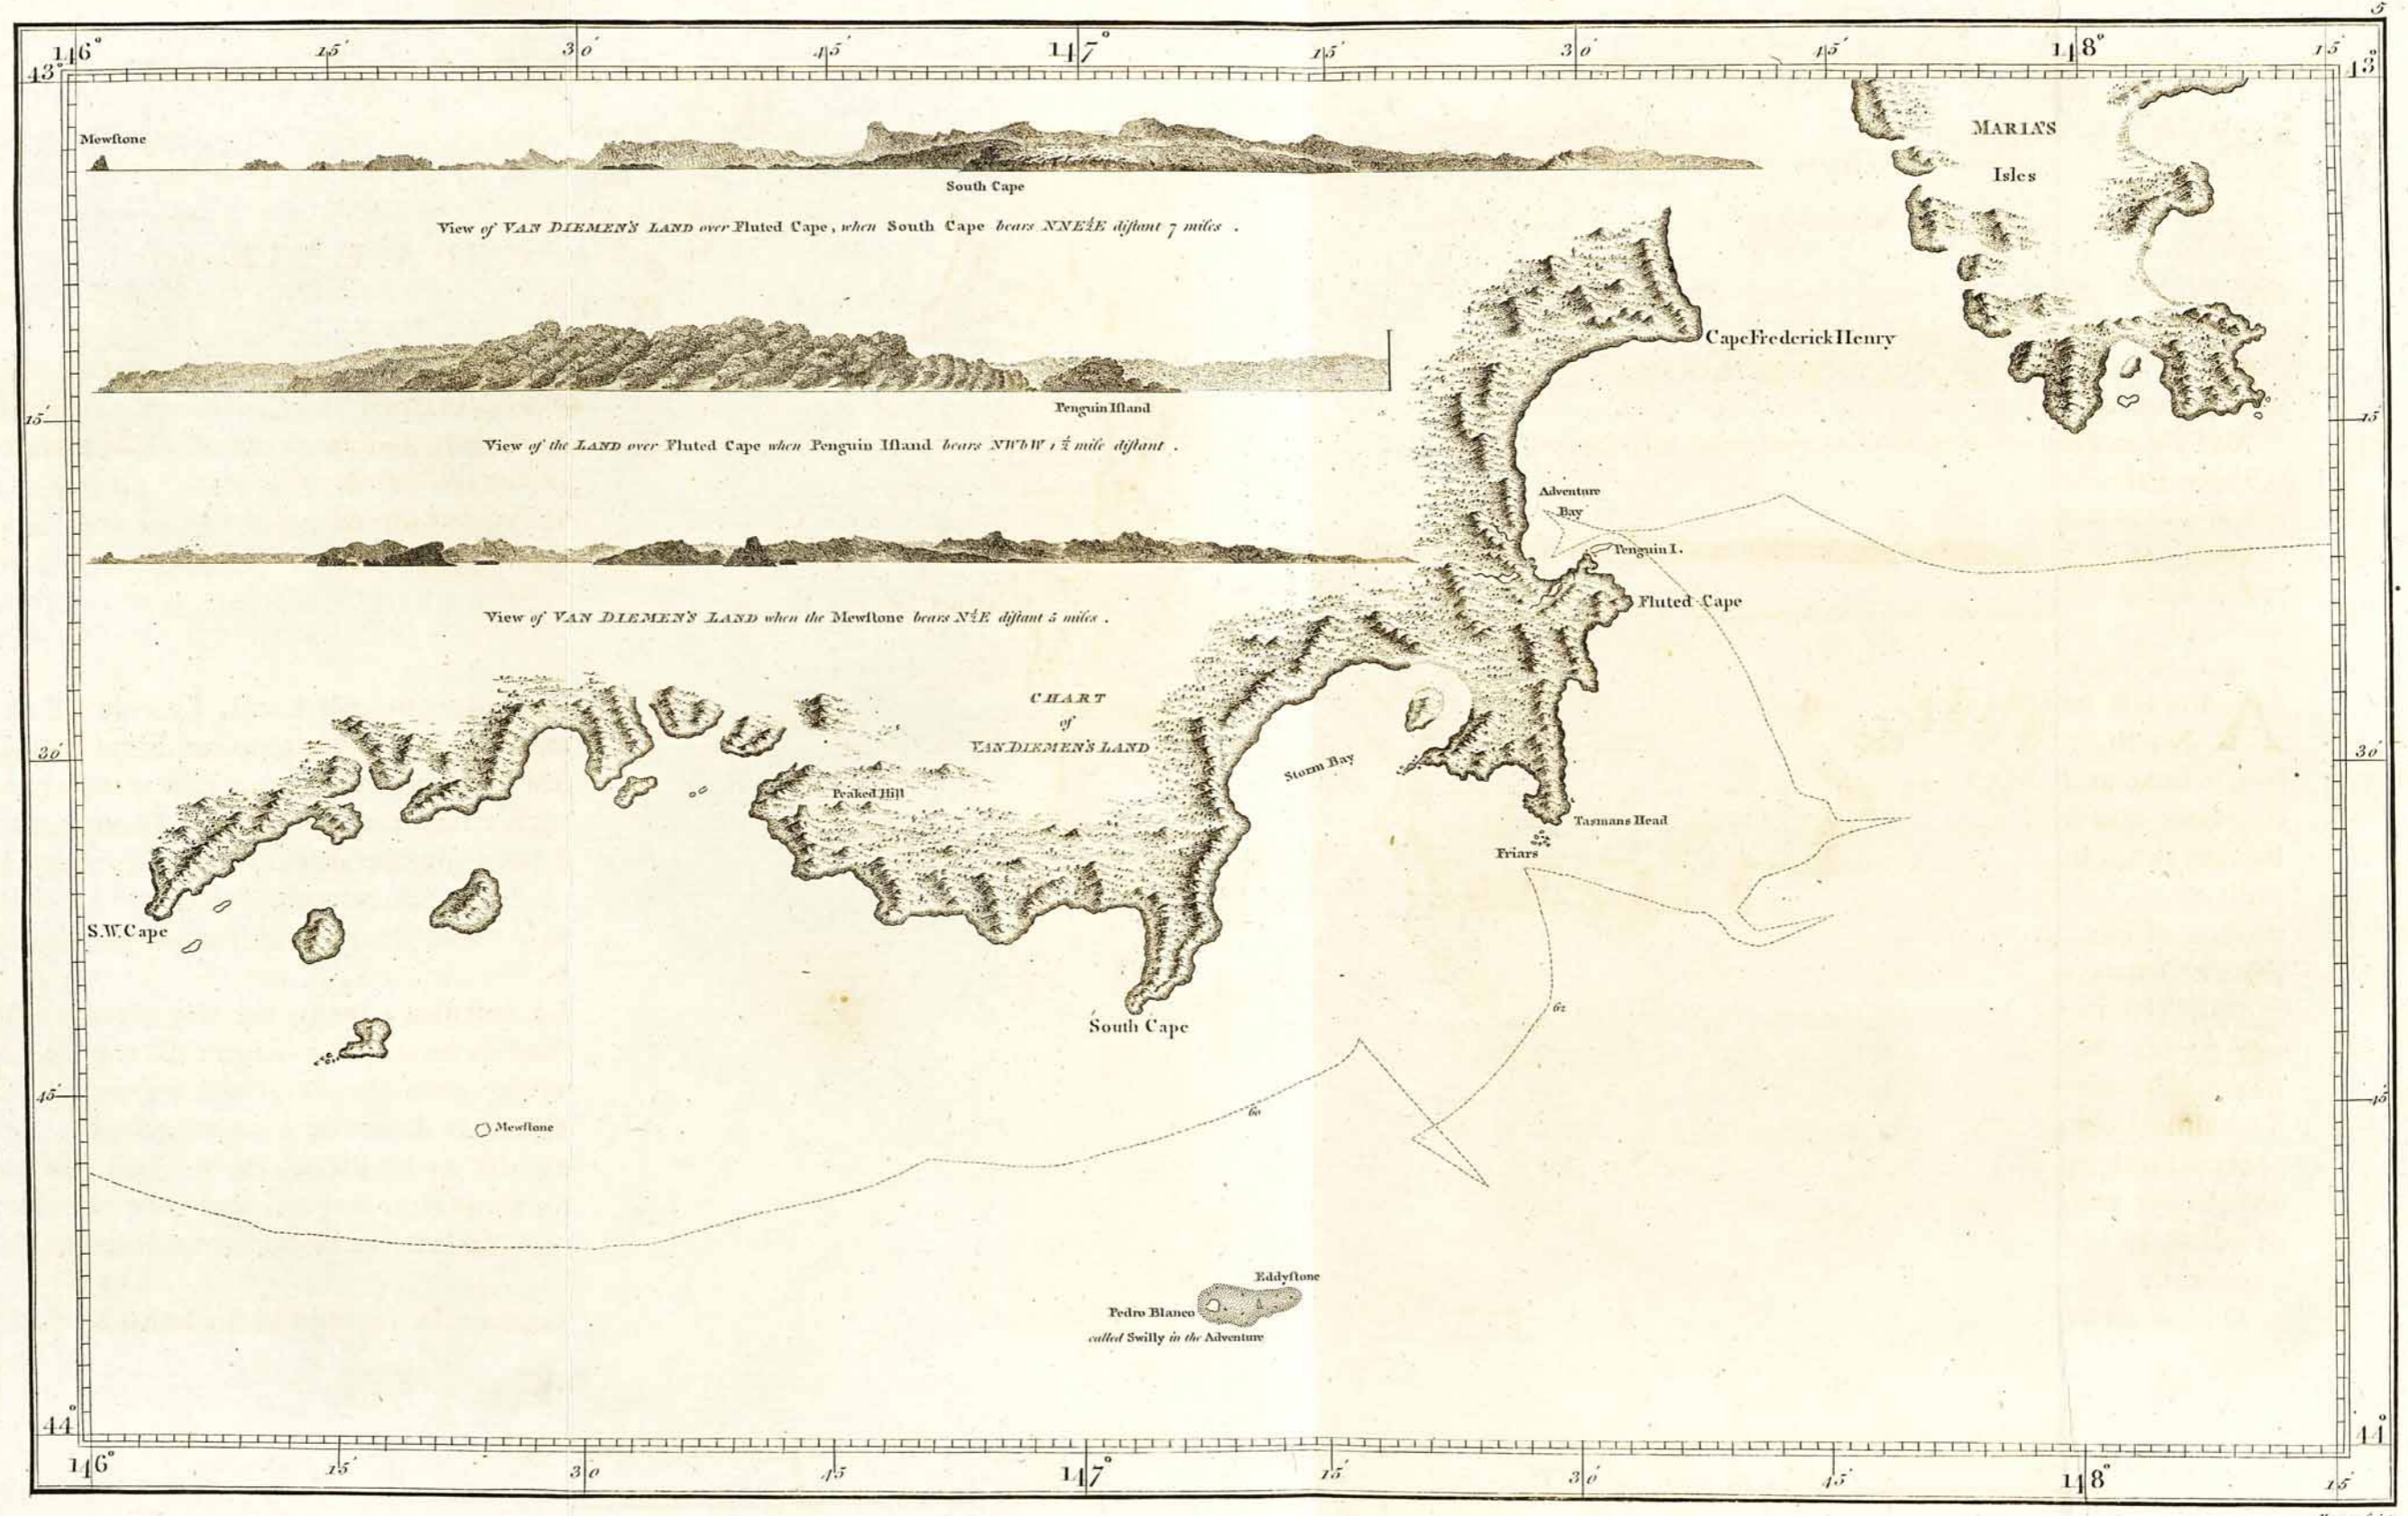 5
146° 15' 30' 45' 147° 15' 30' 45' 148° 15'
43° 43°
Mewſtone
MARIA'S
Isles
South Cape
View of VAN DIEMEN'S LAND over Fluted Cape, when South Cape bears NNE½E diſtant 7 miles .
Cape Frederick Henry
Penguin Iſland
15' 15'
View of the LAND over Fluted Cape when Penguin Iſland bears NWbW 1½ mile diſtant .
Adventure
Bay
Penguin I.
Fluted Cape
View of VAN DIEMEN'S LAND when the Mewſtone bears N½E diſtant 5 miles .
CHART
of
VAN DIEMEN'S LAND
30' 30'
Storm Bay
Peaked Hill
Tasmans Head
Friars
S.W. Cape
62
South Cape
45' 45'
60
Mewſtone
Eddyſtone
Pedro Blanco
called Swilly in the Adventure
44° 44°
146° 15' 30' 45' 147° 15' 30' 45' 148° 15'